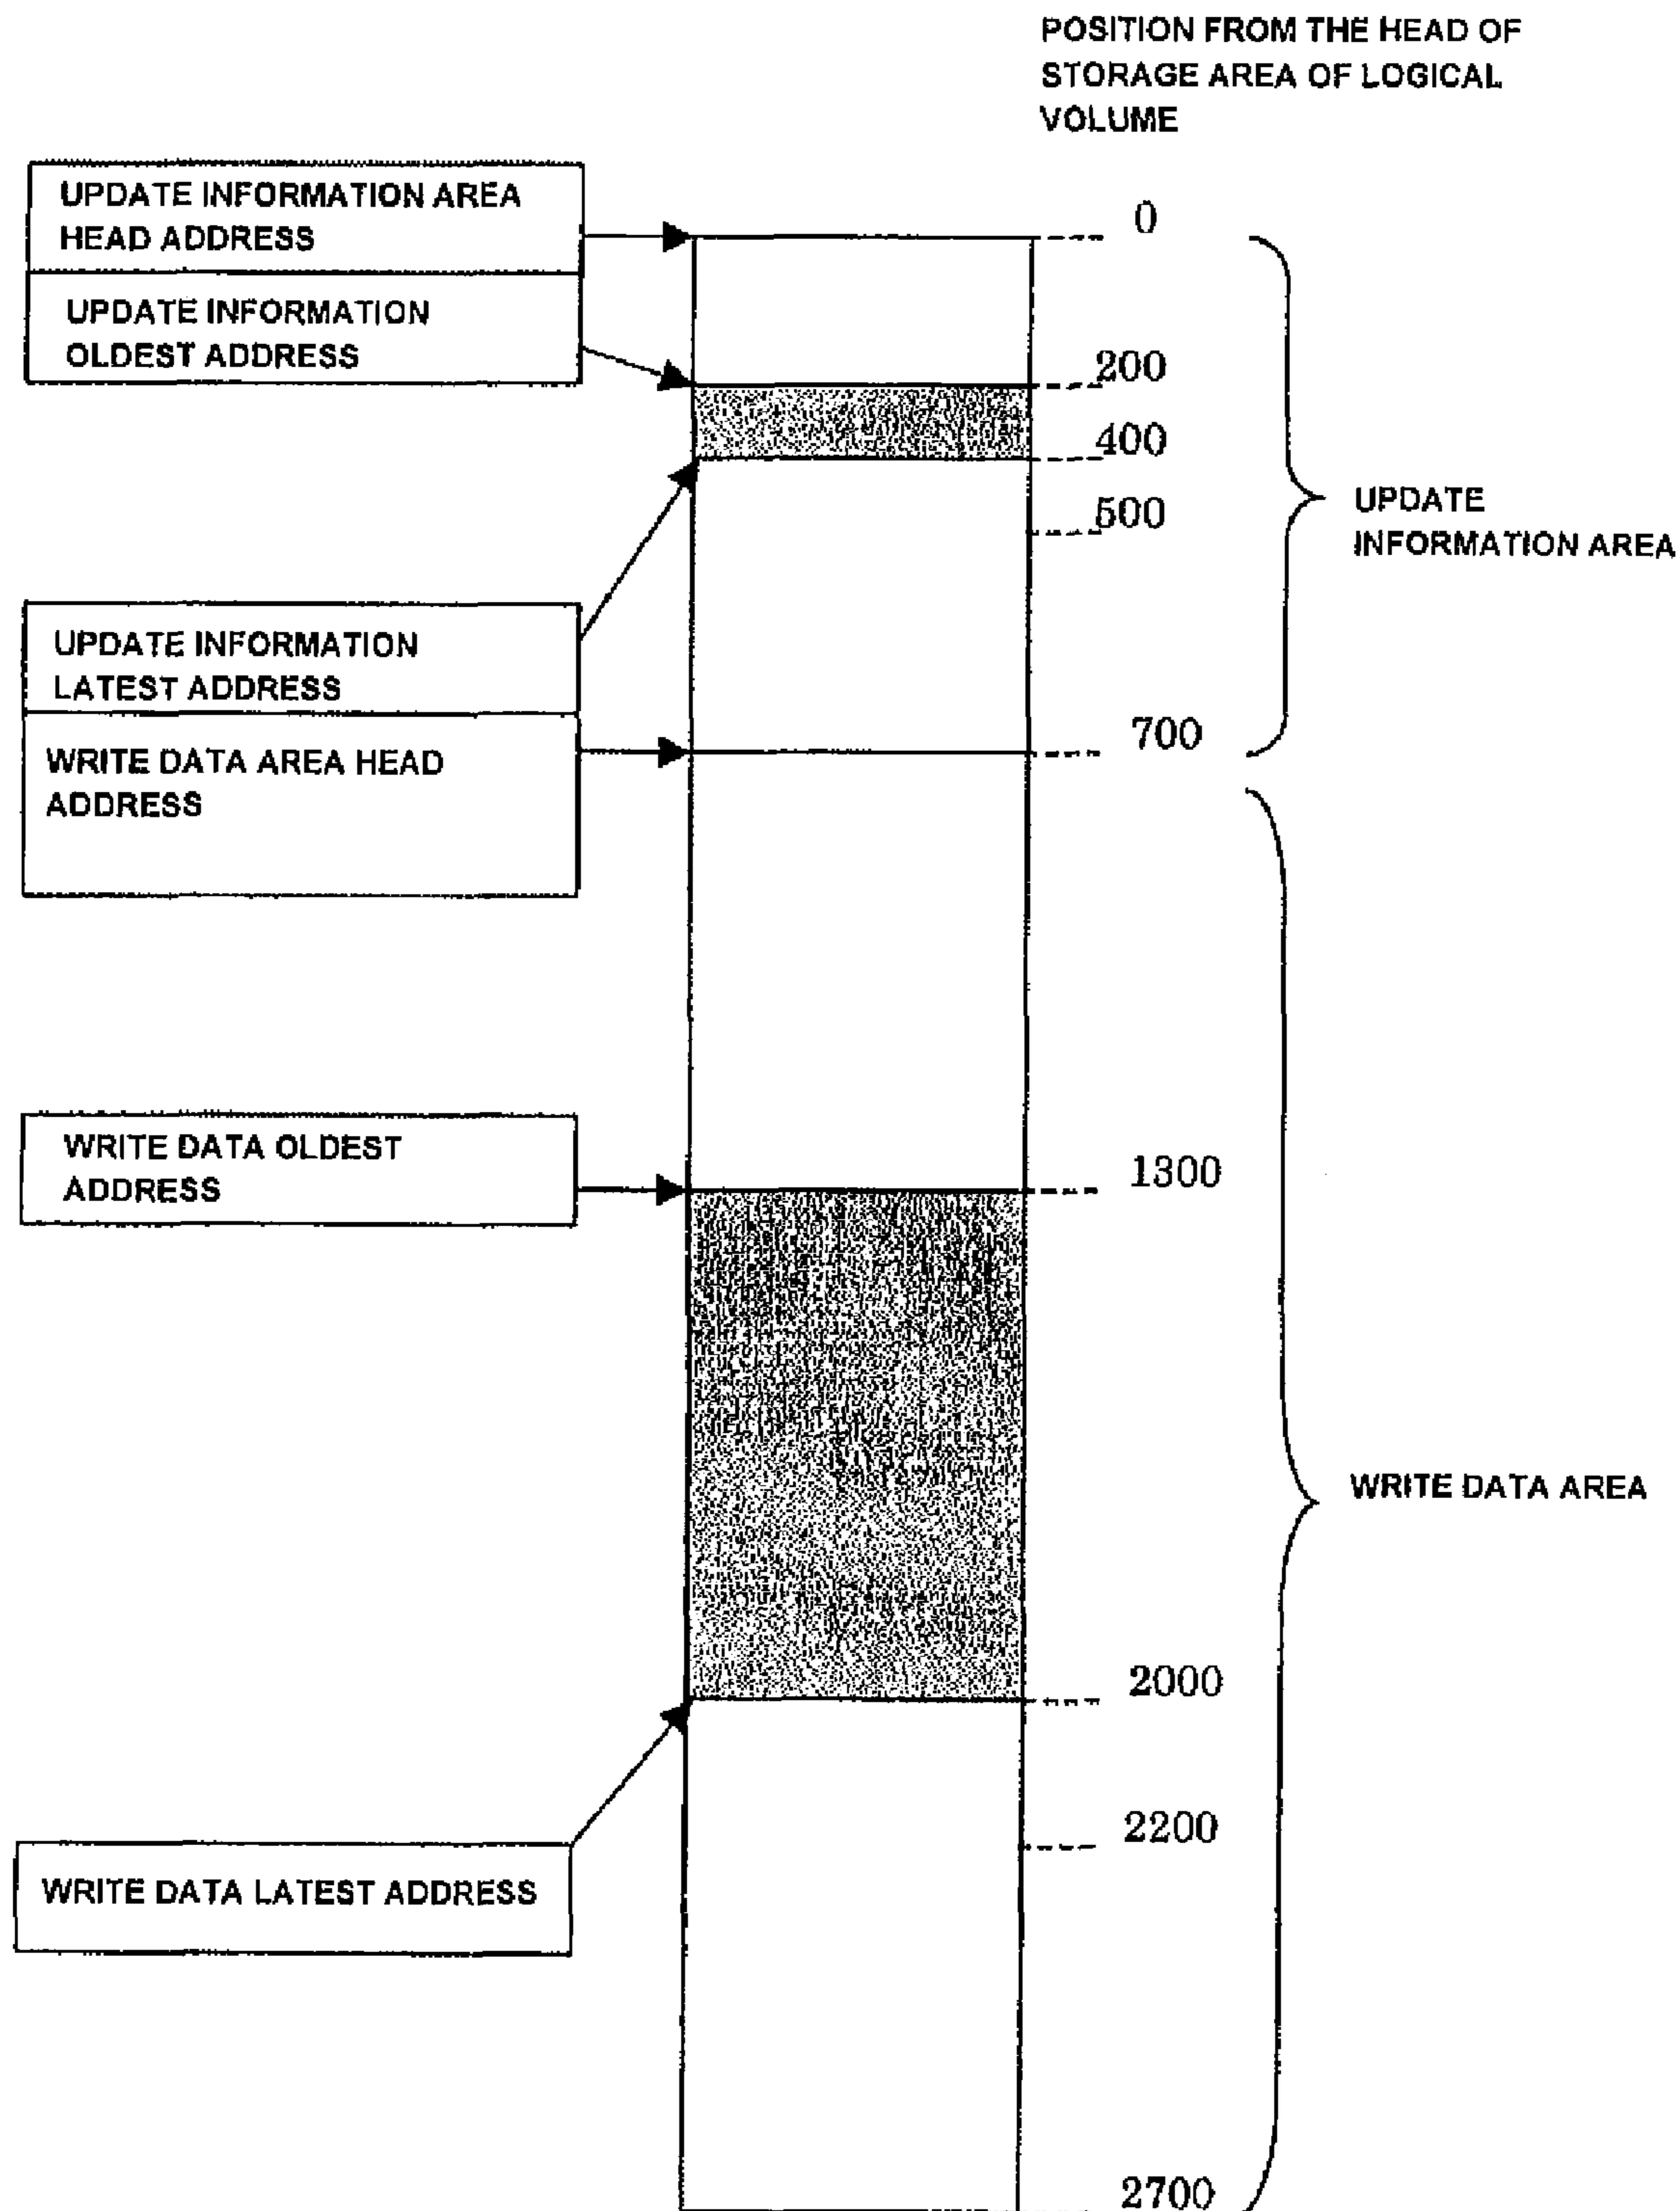 POSITION FROM THE HEAD OF
STORAGE AREA OF LOGICAL
VOLUME
UPDATE INFORMATION AREA
HEAD ADDRESS
0
UPDATE INFORMATION
OLDEST ADDRESS
200
400
500
UPDATE
INFORMATION AREA
UPDATE INFORMATION
LATEST ADDRESS
700
WRITE DATA AREA HEAD
ADDRESS
WRITE DATA OLDEST
ADDRESS
1300
WRITE DATA AREA
2000
2200
WRITE DATA LATEST ADDRESS
2700